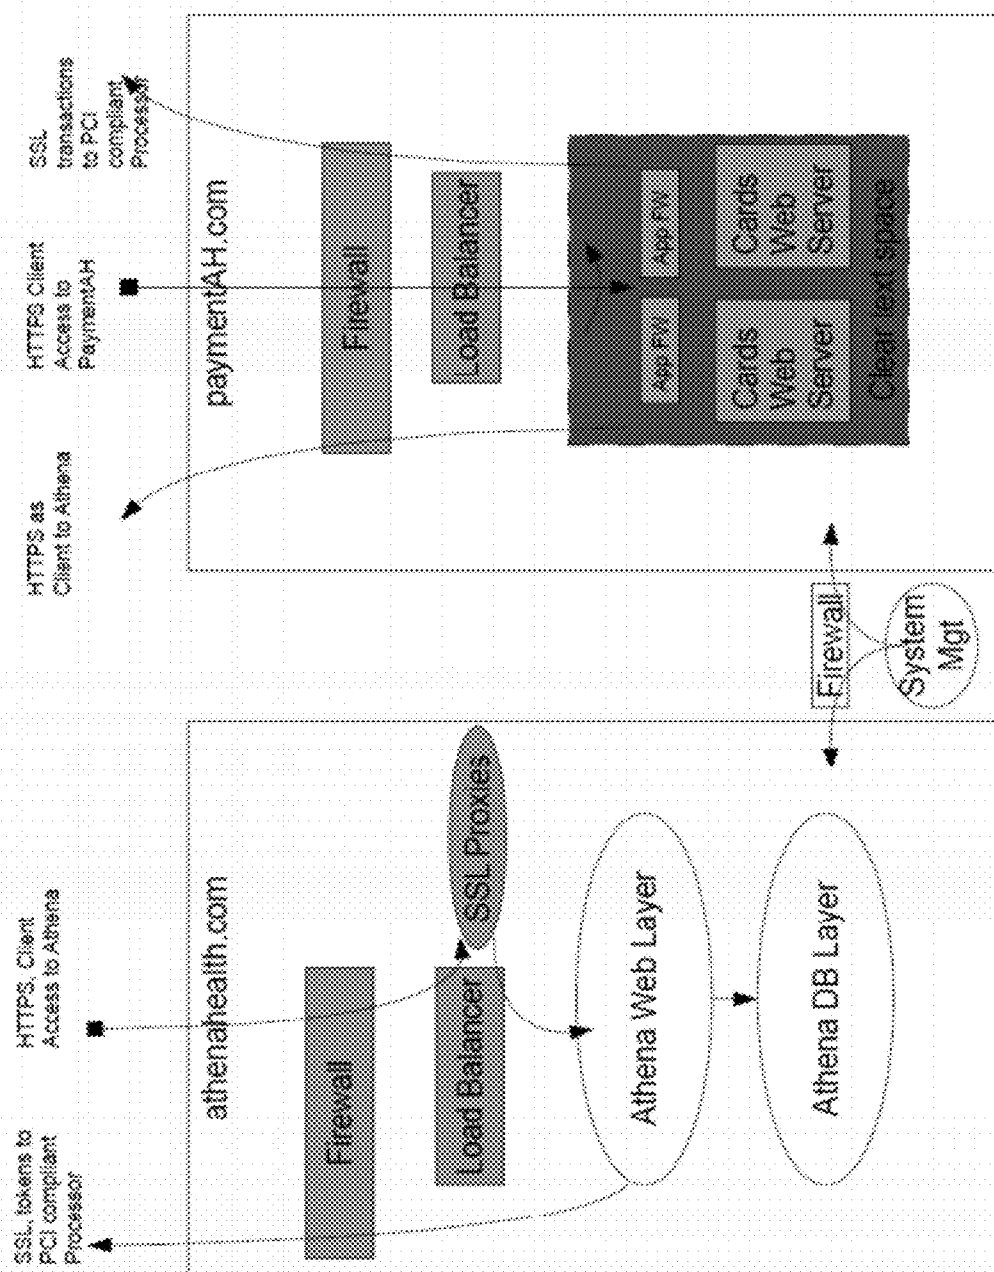 SSL, tokens to
PCI compliant
Processor
HTTPS, Client
Access to Athena
HTTPS as
Client to Athena
HTTPS Client
Access to
PaymentAH
SSL
transactions
to PCI
compliant
Processor
athenahealth.com
Firewall
Load Balancer
SSL Proxies
Athena Web Layer
Athena DB Layer
Firewall
System
Mgt
paymentAH.com
Firewall
Load Balancer
App FW
App FW
Cards
Web
Server
Cards
Web
Server
Clear text space